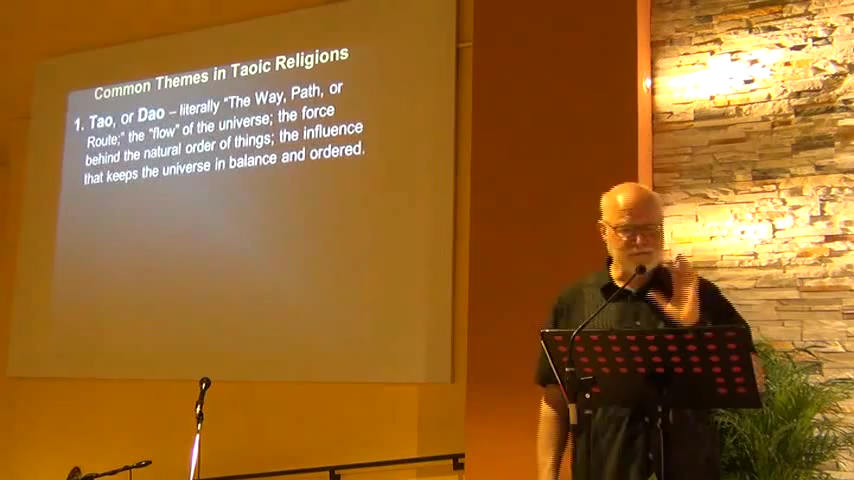 Common Themes in Taoic Religions
1. Tao, or Dao – literally "The Way, Path, or
Route;" the "flow" of the universe; the force
behind the natural order of things; the influence
that keeps the universe in balance and ordered.